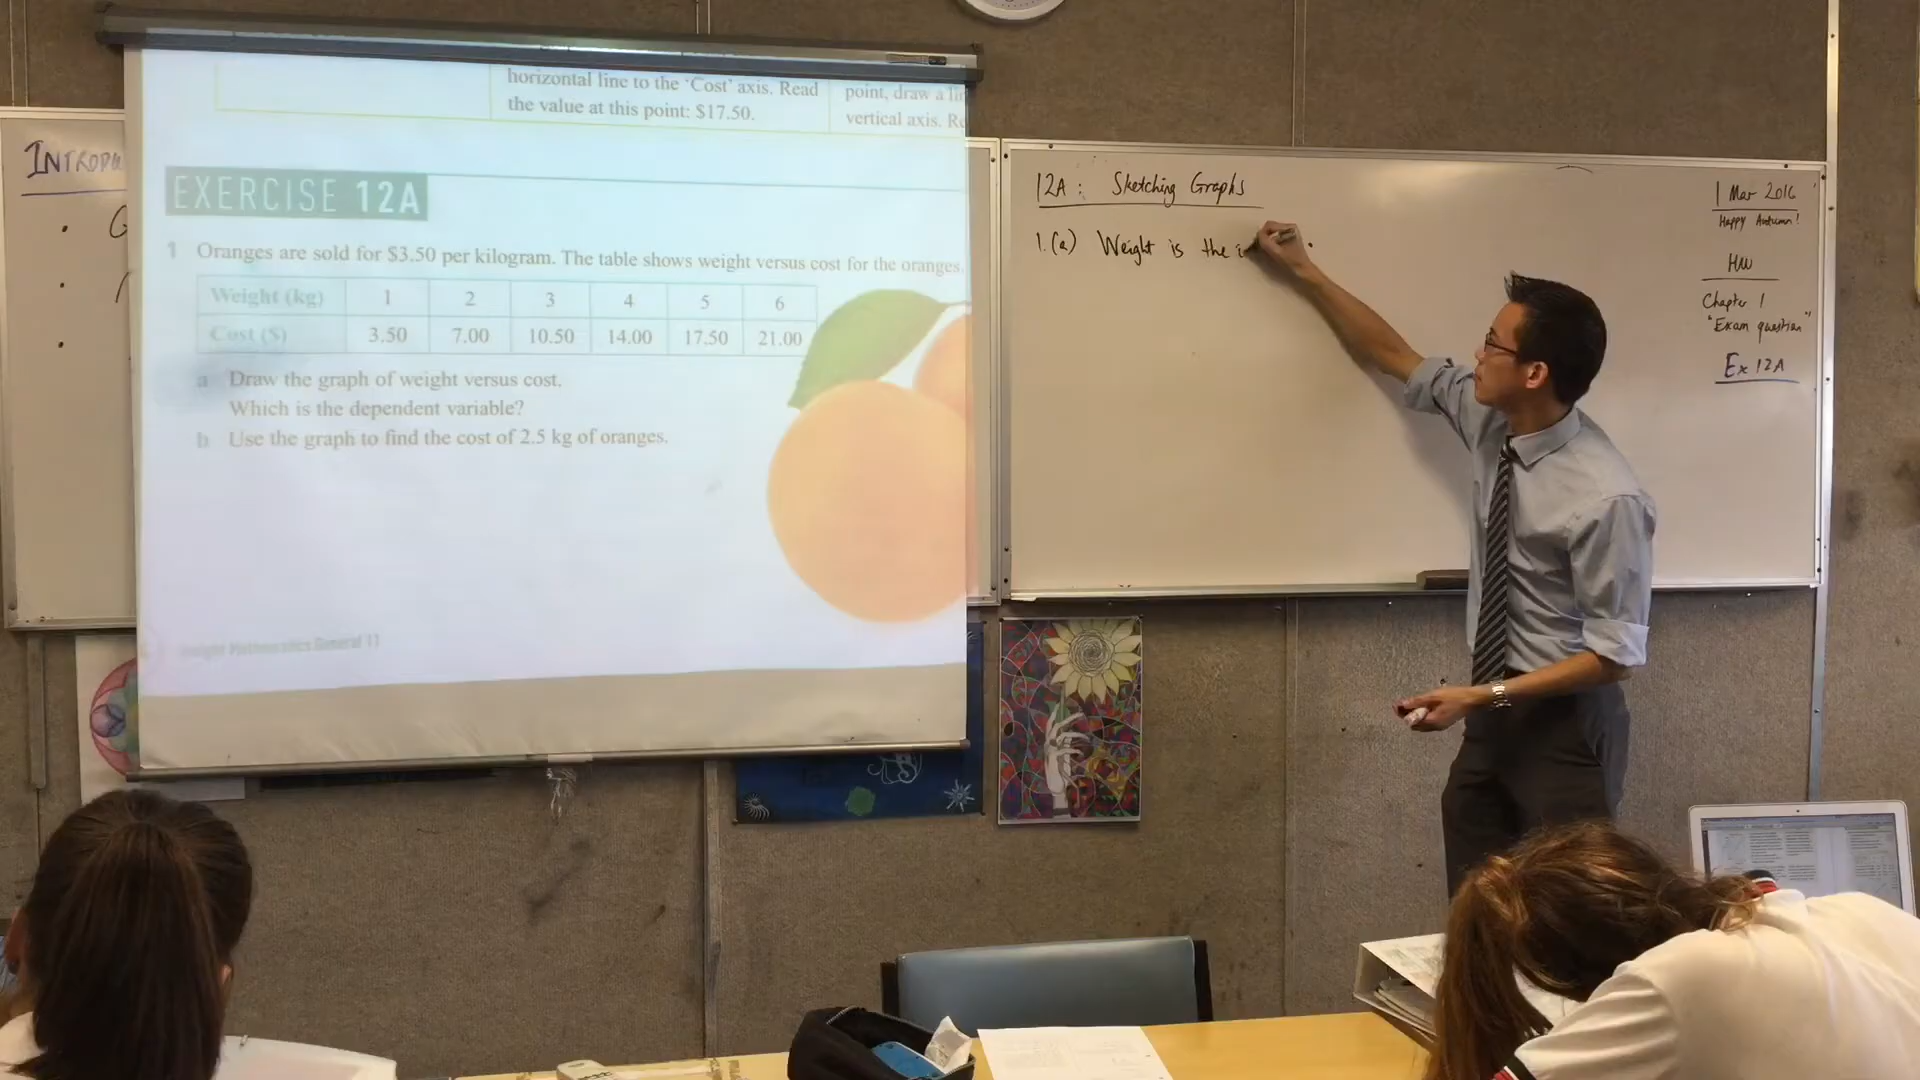 horizontal line to the 'Cost' axis. Read
the value at this point: $17.50.
point, draw a
vertical axis.
EXERCISE 12A
1 Oranges are sold for $3.50 per kilogram. The table shows weight versus cost for the oranges.
Weight (kg) 1 2 3 4 5 6
Cost ($) 3.50 7.00 10.50 14.00 17.50 21.00
a Draw the graph of weight versus cost.
Which is the dependent variable?
b Use the graph to find the cost of 2.5 kg of oranges.
Insight Mathematics General 11
INTRODU
12A: Sketching Graphs
1.(a) Weight is the i
1 Mar 2016
Happy Autumn!
HW
Chapter 1
"Exam question"
Ex 12A